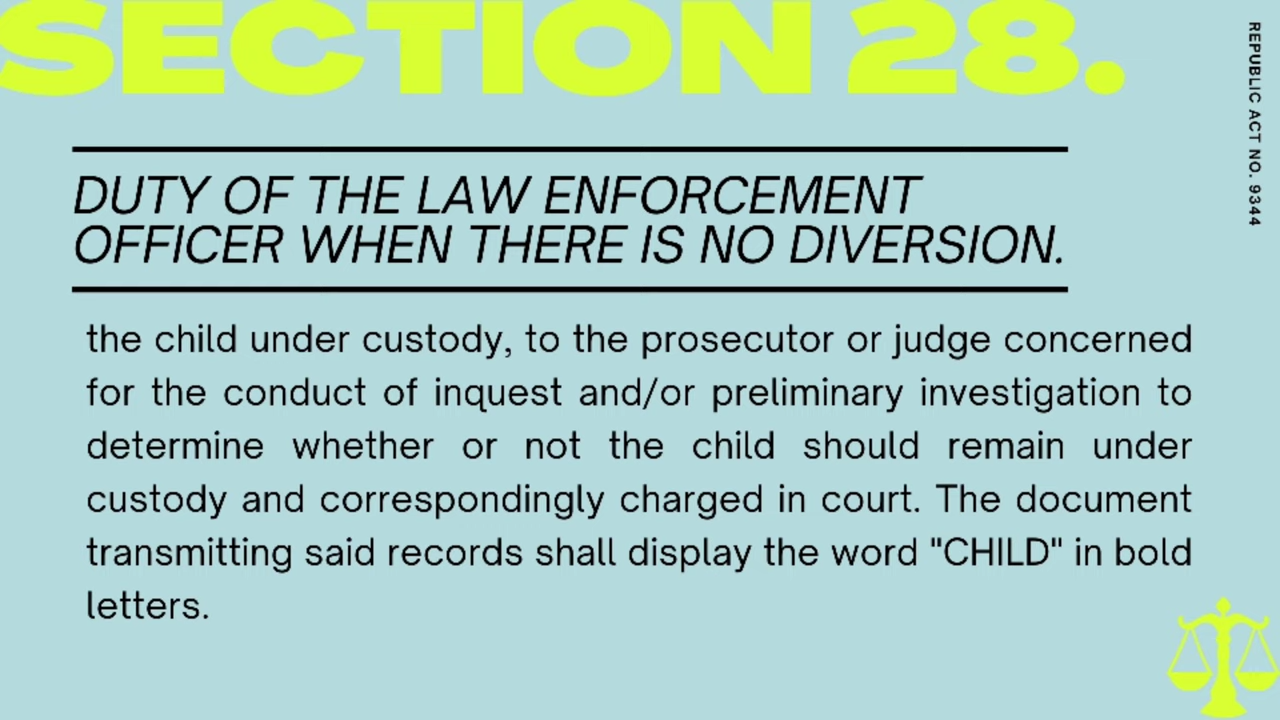 SECTION 28.
REPUBLIC ACT NO. 9344
DUTY OF THE LAW ENFORCEMENT
OFFICER WHEN THERE IS NO DIVERSION.
the child under custody, to the prosecutor or judge concerned
for the conduct of inquest and/or preliminary investigation to
determine whether or not the child should remain under
custody and correspondingly charged in court. The document
transmitting said records shall display the word "CHILD" in bold
letters.